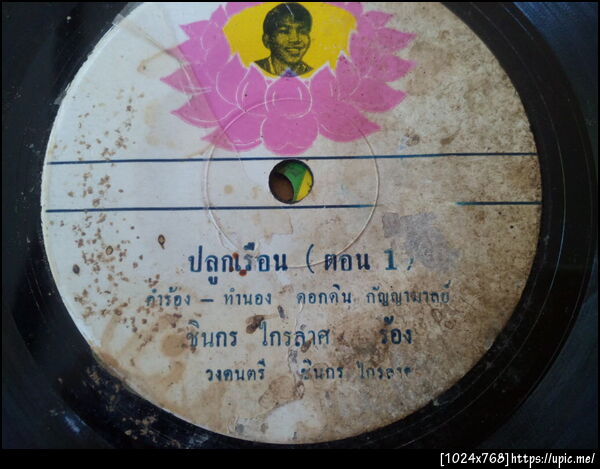 ปลูกเรือน (ตอน 1)
คำร้อง – ทำนอง ดอกดิน กัญญามาลย์
ชินกร ไกรลาศ ร้อง
วงดนตรี ชินกร ไกรลาศ
[1024x768]https://upic.me/